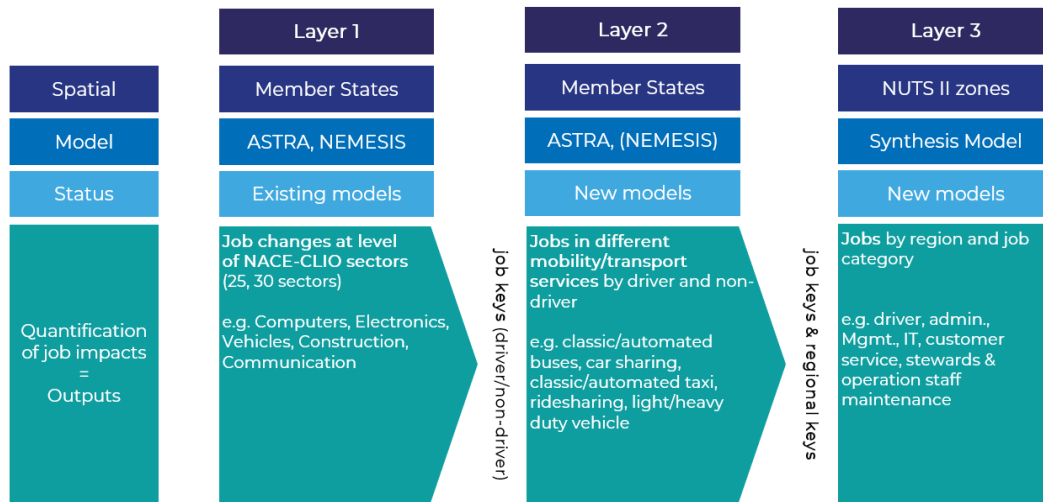 Layer 1
Layer 2
Layer 3
Spatial
Member States
Member States
NUTS II zones
Model
ASTRA, NEMESIS
ASTRA, (NEMESIS)
Synthesis Model
Status
Existing models
New models
New models
Quantification
of job impacts
=
Outputs
Job changes at level
of NACE-CLIO sectors
(25, 30 sectors)
e.g. Computers, Electronics,
Vehicles, Construction,
Communication
job keys (driver/non-driver)
Jobs in different
mobility/transport
services by driver and non-
driver
e.g. classic/automated
buses, car sharing,
classic/automated taxi,
ridesharing, light/heavy
duty vehicle
job keys & regional keys
Jobs by region and job
category
e.g. driver, admin.,
Mgmt., IT, customer
service, stewards &
operation staff
maintenance